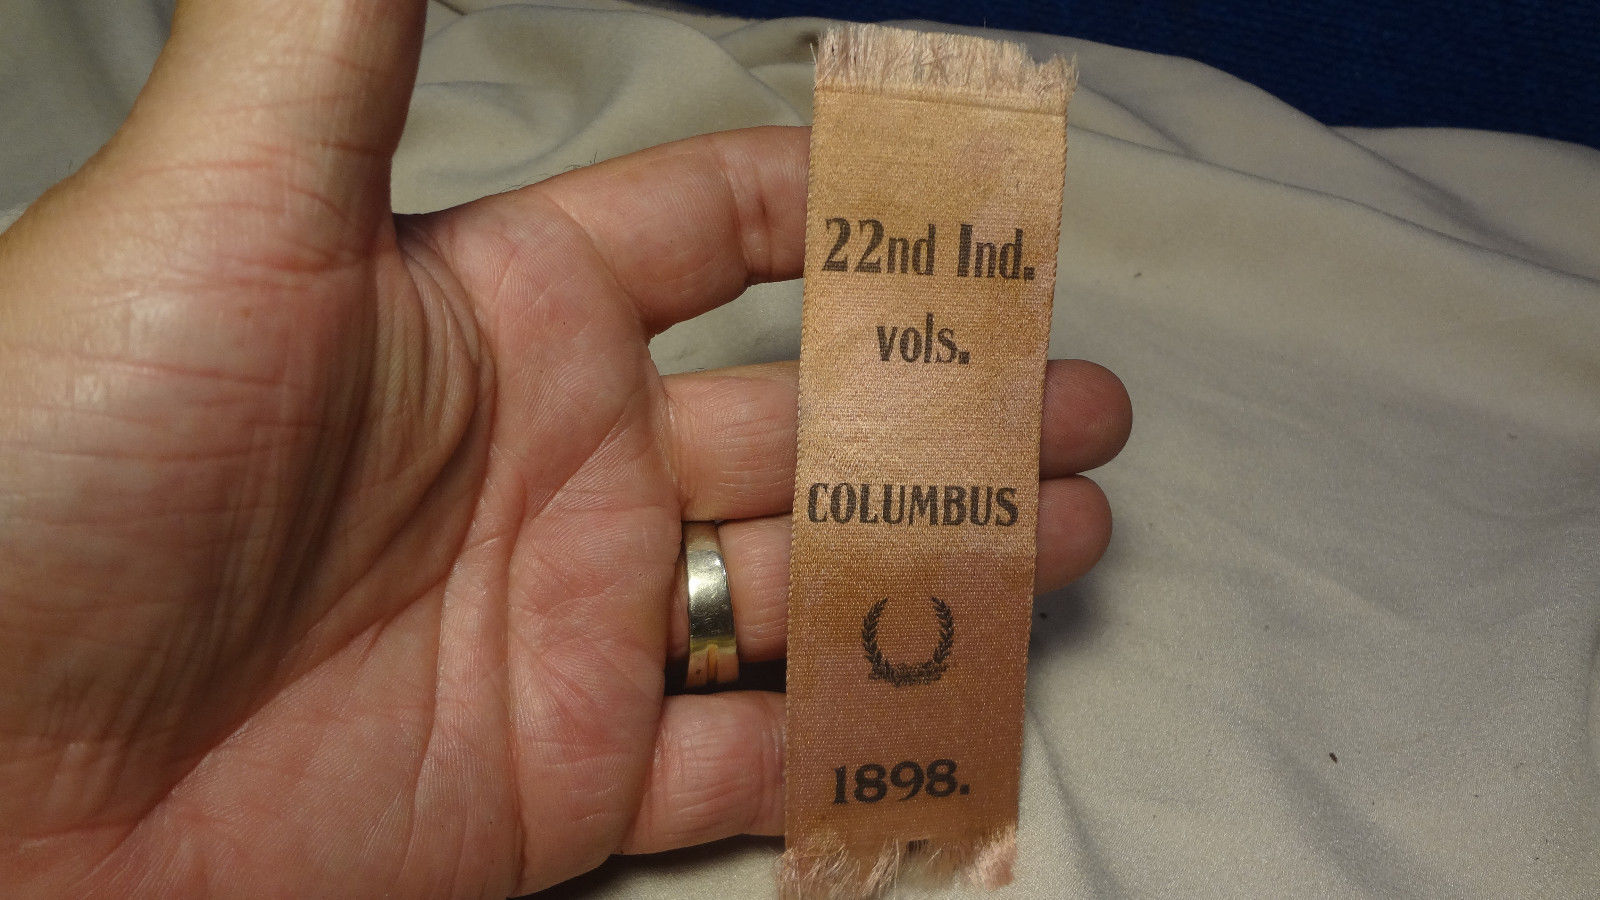 22nd Ind.
vols.
COLUMBUS
1898.